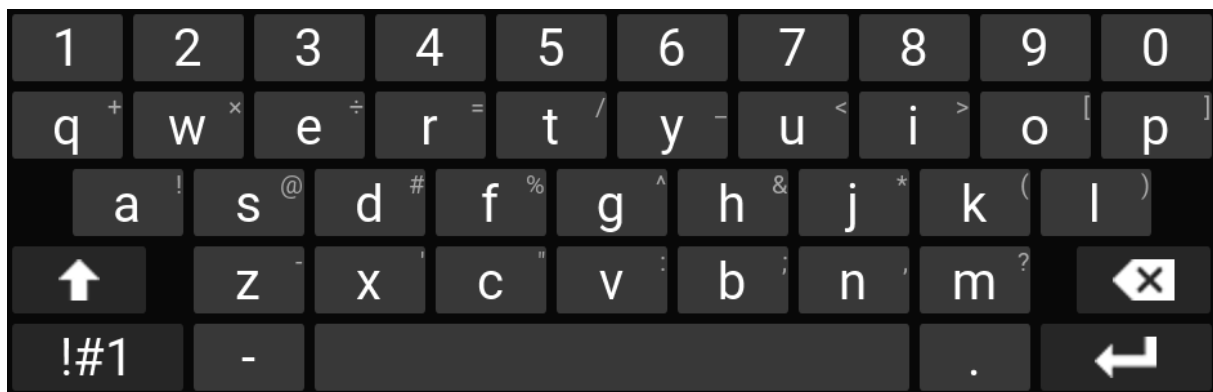 1 2 3 4 5 6 7 8 9 0
q + w × e ÷ r = t / y _ u < i > o [ p ]
a ! s @ d # f % g ^ h & j * k ( l )
z - x ' c " v : b ; n , m ?
!#1 - .